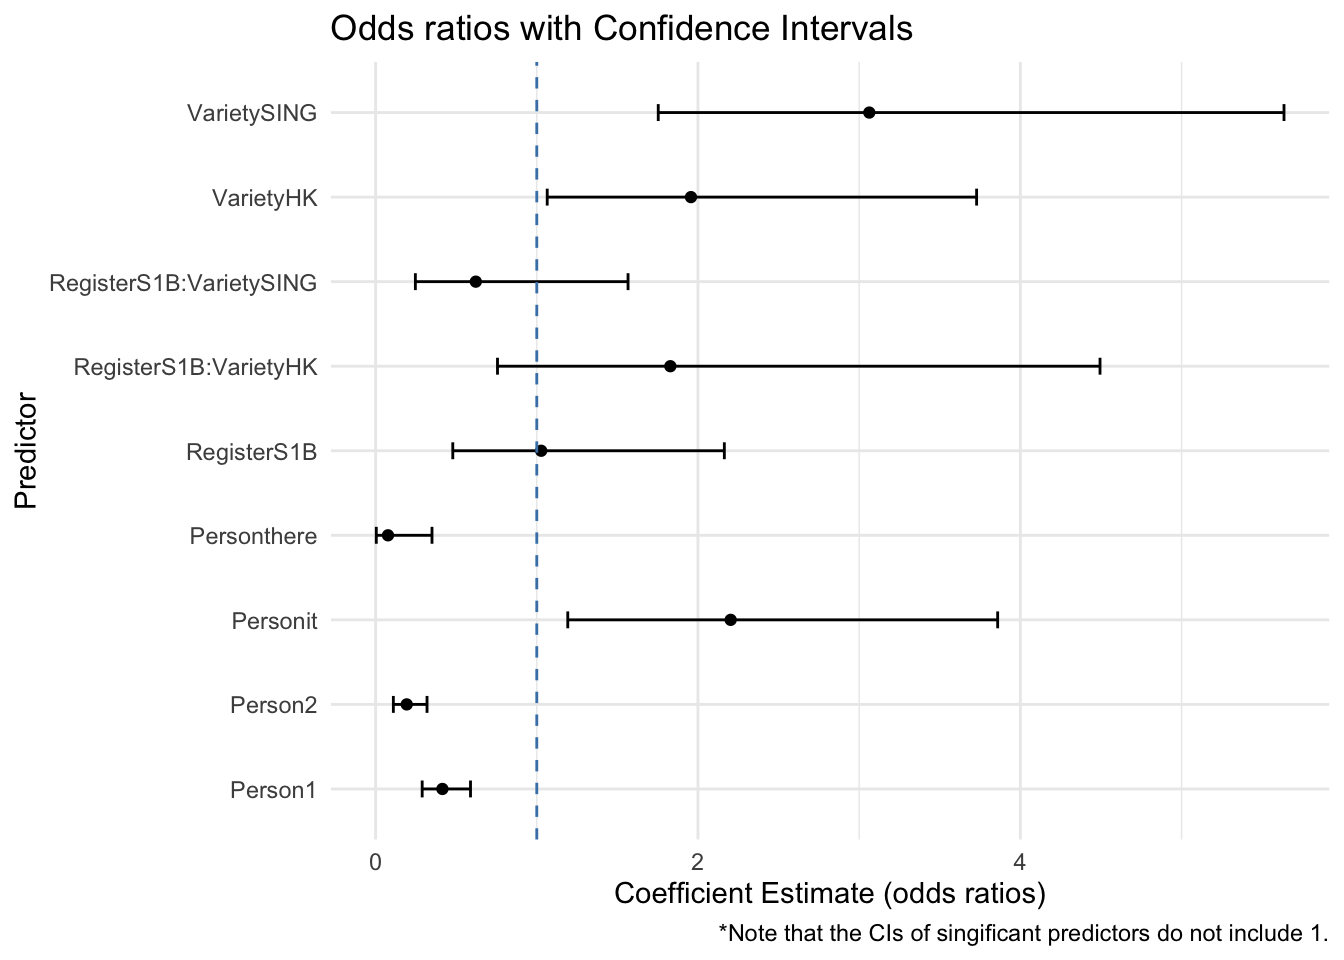 Odds ratios with Confidence Intervals
VarietySING
VarietyHK
RegisterS1B:VarietySING
RegisterS1B:VarietyHK
RegisterS1B
Personthere
Personit
Person2
Person1
Predictor
0 2 4
Coefficient Estimate (odds ratios)
*Note that the CIs of singificant predictors do not include 1.